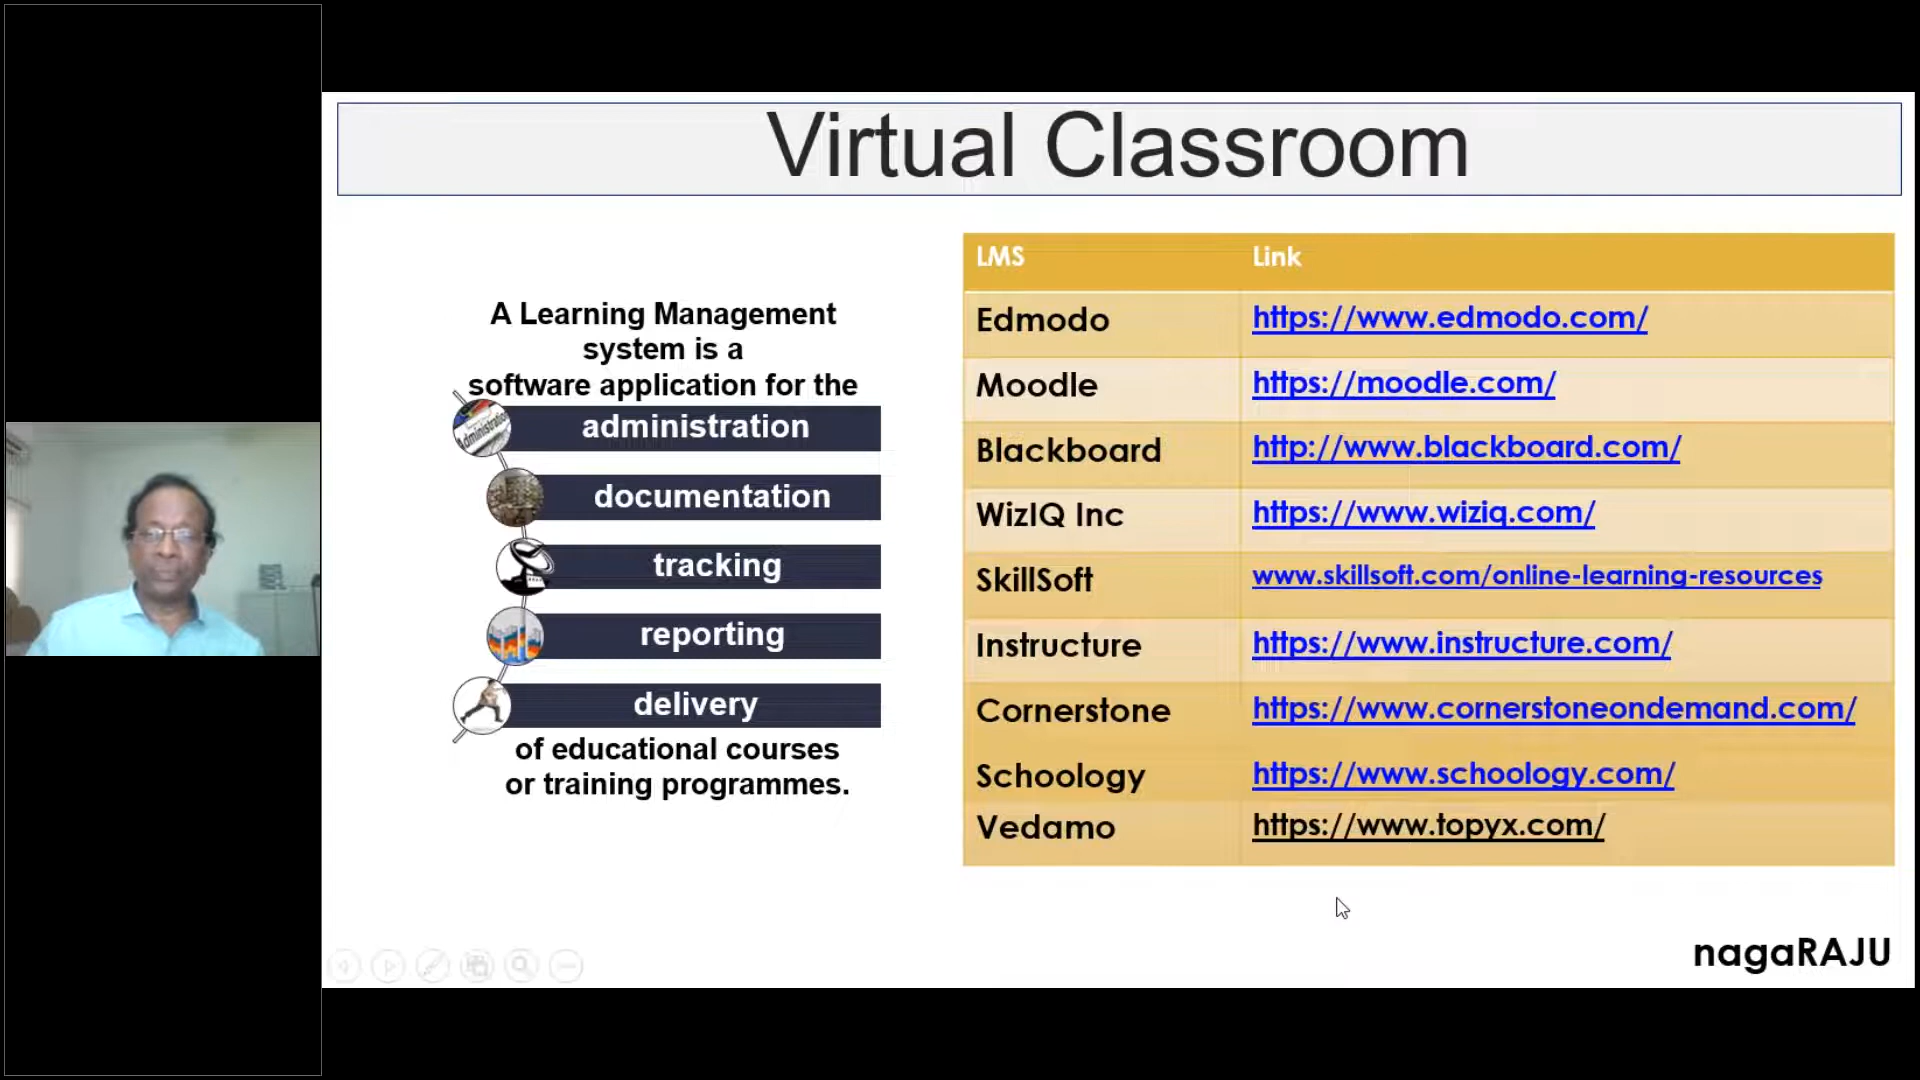 Virtual Classroom
A Learning Management
system is a
software application for the
administration
documentation
tracking
reporting
delivery
of educational courses
or training programmes.
LMS Link
Edmodo https://www.edmodo.com/
Moodle https://moodle.com/
Blackboard http://www.blackboard.com/
WizIQ Inc https://www.wiziq.com/
SkillSoft www.skillsoft.com/online-learning-resources
Instructure https://www.instructure.com/
Cornerstone https://www.cornerstoneondemand.com/
Schoology https://www.schoology.com/
Vedamo https://www.topyx.com/
nagaRAJU